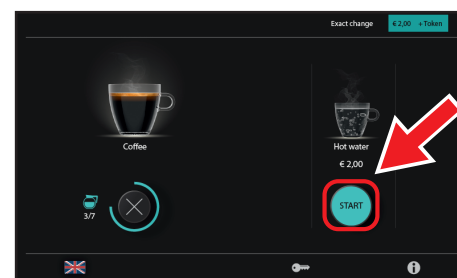 Exact change
€ 2,00 + Token
Coffee
Hot water
€ 2,00
3/7
START